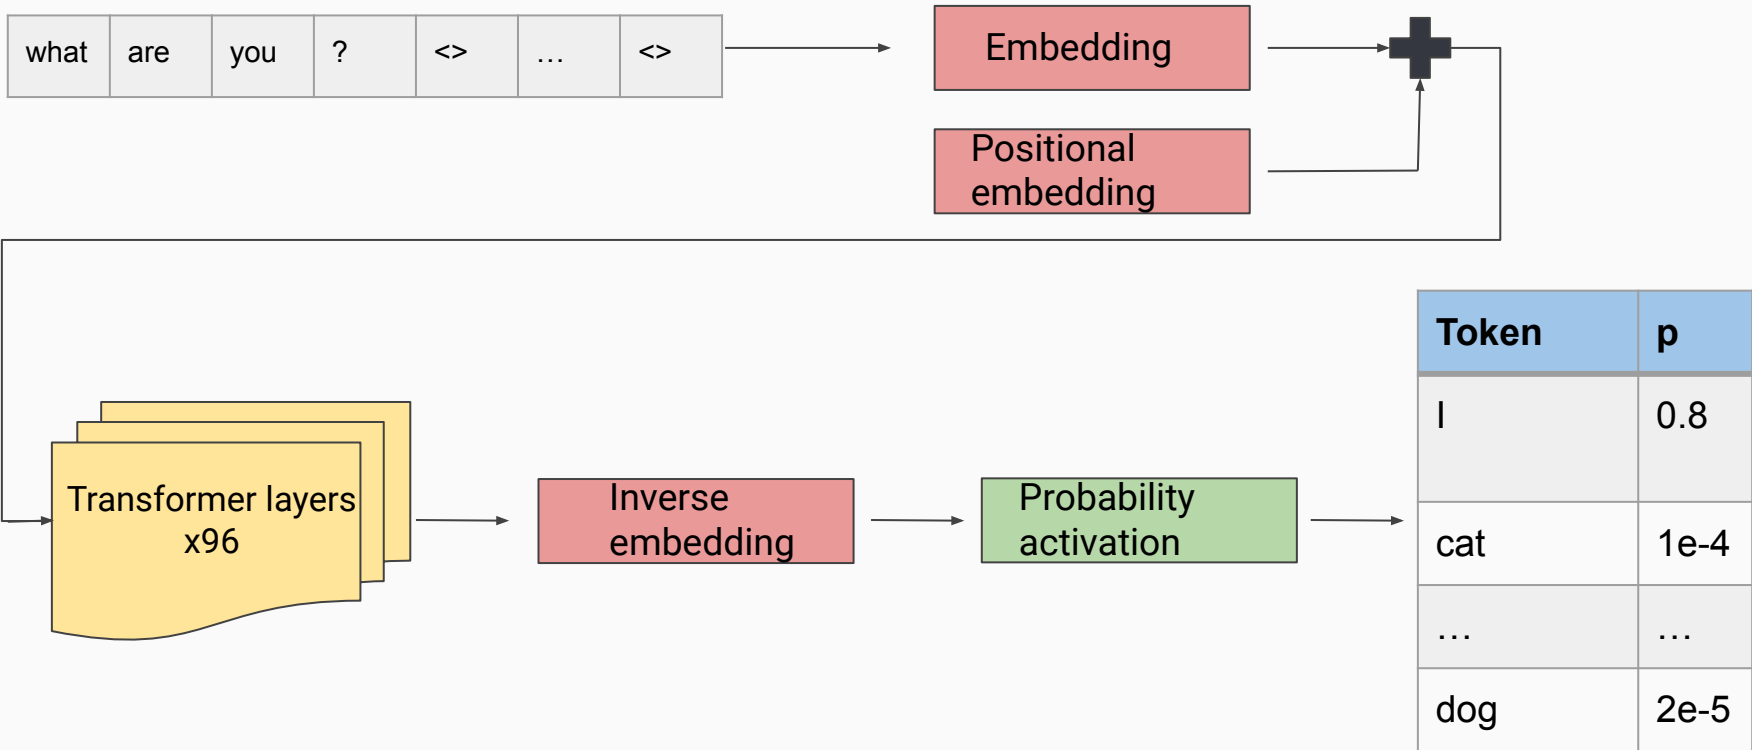 what are you ? <> … <>
Embedding
Positional
embedding
Transformer layers
x96
Inverse
embedding
Probability
activation
Token p
I 0.8
cat 1e-4
… …
dog 2e-5